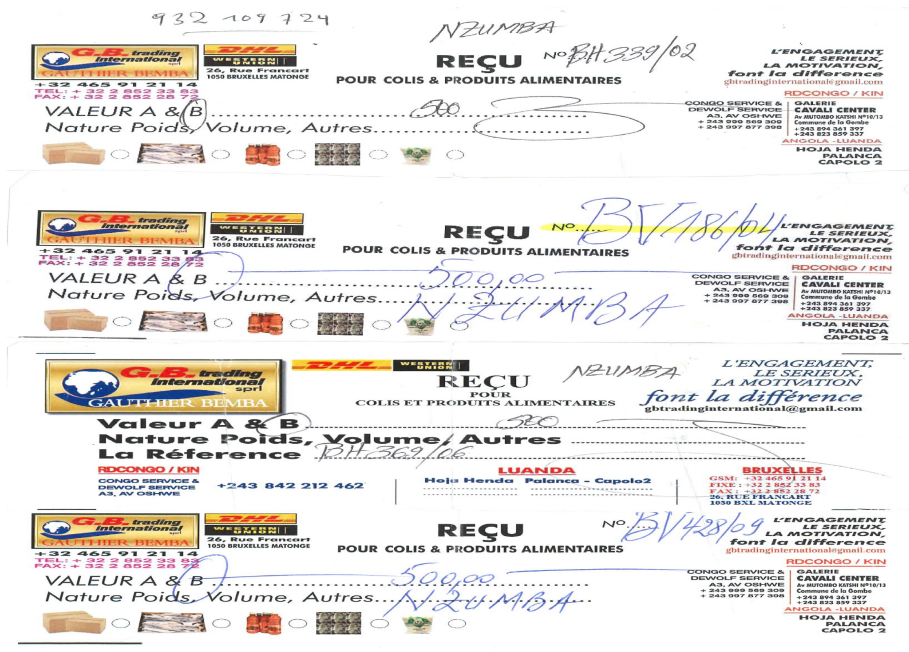 932 109 724
NZUMBA
G.B. trading
International
GAUTHIER BEMBA
DHL
WESTERN
UNION
26, Rue Francart
1050 BRUXELLES MATONGE
REÇU
No BH 339/02
POUR COLIS & PRODUITS ALIMENTAIRES
L'ENGAGEMENT,
LE SERIEUX,
LA MOTIVATION,
font la difference
gbtradinginternational@gmail.com
+32 465 91 21 14
TEL: + 32 2 852 33 83
FAX: + 32 2 852 28 72
VALEUR A & B 500
Nature Poids, Volume, Autres
RDCONGO / KIN
CONGO SERVICE &
DEWOLF SERVICE
A3, AV OSHWE
+ 243 999 569 309
+ 243 997 877 398
GALERIE
CAVALI CENTER
Av MUTOMBO KATSHI Nº10/13
Commune de la Gombe
+243 894 361 397
+243 823 859 337
ANGOLA -LUANDA
HOJA HENDA
PALANCA
CAPOLO 2
G.B. trading
International
GAUTHIER BEMBA
DHL
WESTERN
UNION
26, Rue Francart
1050 BRUXELLES MATONGE
REÇU
No...... BV 186/04
POUR COLIS & PRODUITS ALIMENTAIRES
L'ENGAGEMENT,
LE SERIEUX,
LA MOTIVATION,
font la difference
gbtradinginternational@gmail.com
+32 465 91 21 14
TEL: + 32 2 852 33 83
FAX: + 32 2 852 28 72
VALEUR A & B 500,00
Nature Poids, Volume, Autres NZUMBA
RDCONGO / KIN
CONGO SERVICE &
DEWOLF SERVICE
A3, AV OSHWE
+ 243 999 569 309
+ 243 997 877 398
GALERIE
CAVALI CENTER
Av MUTOMBO KATSHI Nº10/13
Commune de la Gombe
+243 894 361 397
+243 823 859 337
ANGOLA -LUANDA
HOJA HENDA
PALANCA
CAPOLO 2
G.B. trading
International
sprl
GAUTHIER BEMBA
DHL
WESTERN
UNION
REÇU
POUR
COLIS ET PRODUITS ALIMENTAIRES
NZUMBA
L'ENGAGEMENT,
LE SERIEUX,
LA MOTIVATION
font la différence
gbtradinginternational@gmail.com
Valeur A & B 500
Nature Poids, Volume, Autres
La Réference BH 369/06
RDCONGO / KIN
CONGO SERVICE &
DEWOLF SERVICE
A3, AV OSHWE
+243 842 212 462
LUANDA
Hoja Henda Palanca - Capolo2
BRUXELLES
GSM: +32 465 91 21 14
FIXE : +32 2 852 33 83
FAX : +32 2 852 28 72
26, RUE FRANCART
1050 BXL MATONGE
G.B. trading
International
GAUTHIER BEMBA
DHL
WESTERN
UNION
26, Rue Francart
1050 BRUXELLES MATONGE
REÇU
No...... BV 428/09
POUR COLIS & PRODUITS ALIMENTAIRES
L'ENGAGEMENT,
LE SERIEUX,
LA MOTIVATION,
font la difference
gbtradinginternational@gmail.com
+32 465 91 21 14
TEL: + 32 2 852 33 83
FAX: + 32 2 852 28 72
VALEUR A & B 500,00
Nature Poids, Volume, Autres NZUMBA
RDCONGO / KIN
CONGO SERVICE &
DEWOLF SERVICE
A3, AV OSHWE
+ 243 999 569 309
+ 243 997 877 398
GALERIE
CAVALI CENTER
Av MUTOMBO KATSHI Nº10/13
Commune de la Gombe
+243 894 361 397
+243 823 859 337
ANGOLA -LUANDA
HOJA HENDA
PALANCA
CAPOLO 2